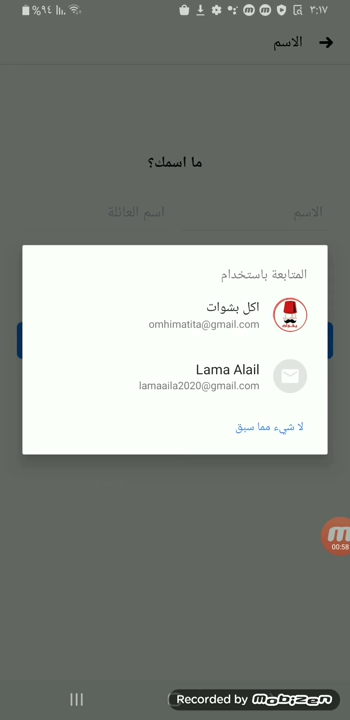 ٣:١٧
%٩٤
الاسم
ما اسمك؟
الاسم
اسم العائلة
المتابعة باستخدام
اكل بشوات
omhimatita@gmail.com
Lama Alail
lamaaila2020@gmail.com
لا شيء مما سبق
00:58
Recorded by mobizen